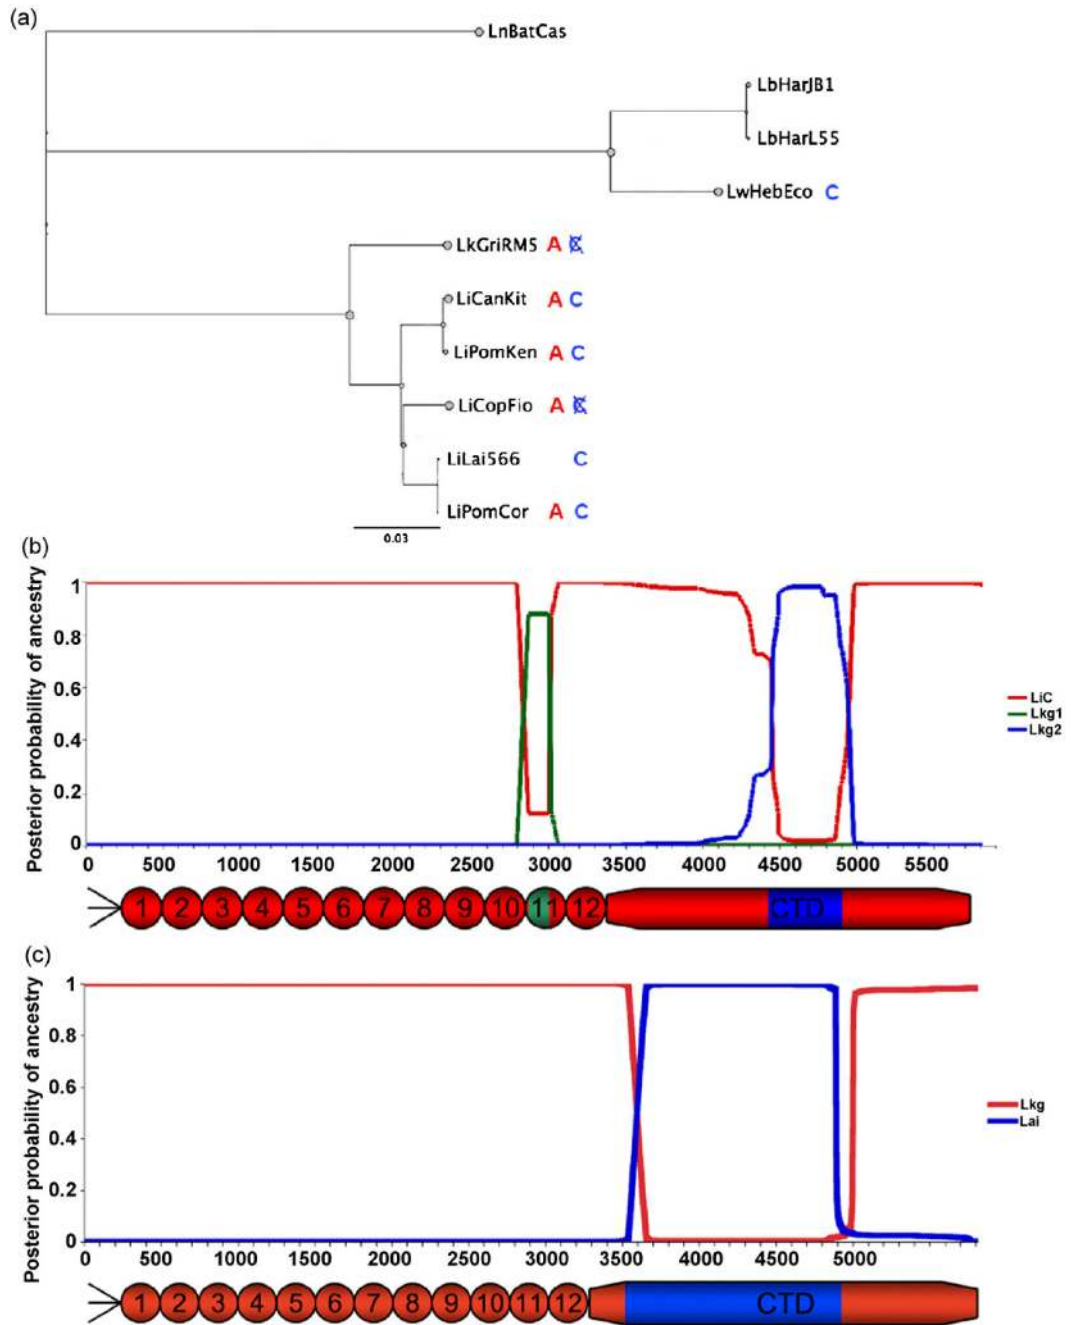 (a)
LnBatCas
LbHarJB1
LbHarL55
LwHebEco C
LkGriRM5 A C
LiCanKit A C
LiPomKen A C
LiCopFio A C
LiLai566 C
LiPomCor A C
0.03
(b)
Posterior probability of ancestry
1
0.8
0.6
0.4
0.2
0
0 500 1000 1500 2000 2500 3000 3500 4000 4500 5000 5500
LiC
Lkg1
Lkg2
1 2 3 4 5 6 7 8 9 10 11 12 CTD
(c)
Posterior probability of ancestry
1
0.8
0.6
0.4
0.2
0
0 500 1000 1500 2000 2500 3000 3500 4000 4500 5000
Lkg
Lai
1 2 3 4 5 6 7 8 9 10 11 12 CTD